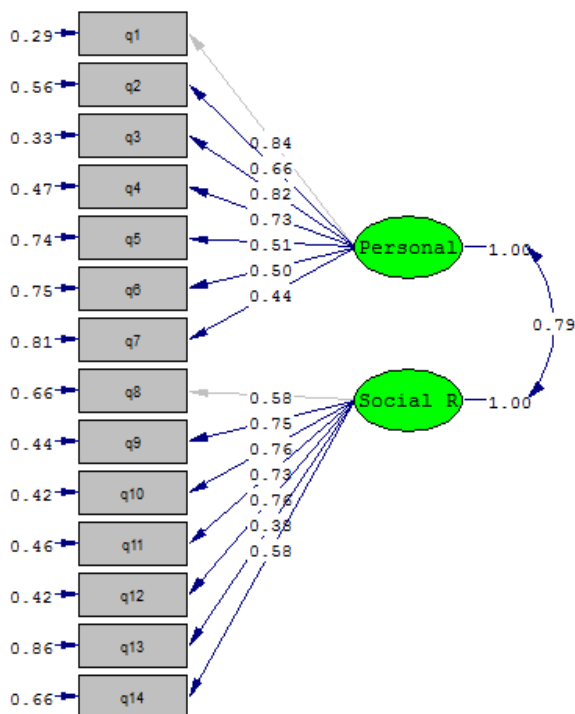 0.29 q1
0.56 q2
0.33 q3
0.84
0.66
0.47 q4
0.82
0.73
0.74 q5
0.51
Personal 1.00
0.75 q6
0.50
0.44
0.81 q7
0.79
0.66 q8
0.58
Social R 1.00
0.44 q9
0.75
0.76
0.42 q10
0.73
0.76
0.46 q11
0.38
0.58
0.42 q12
0.86 q13
0.66 q14